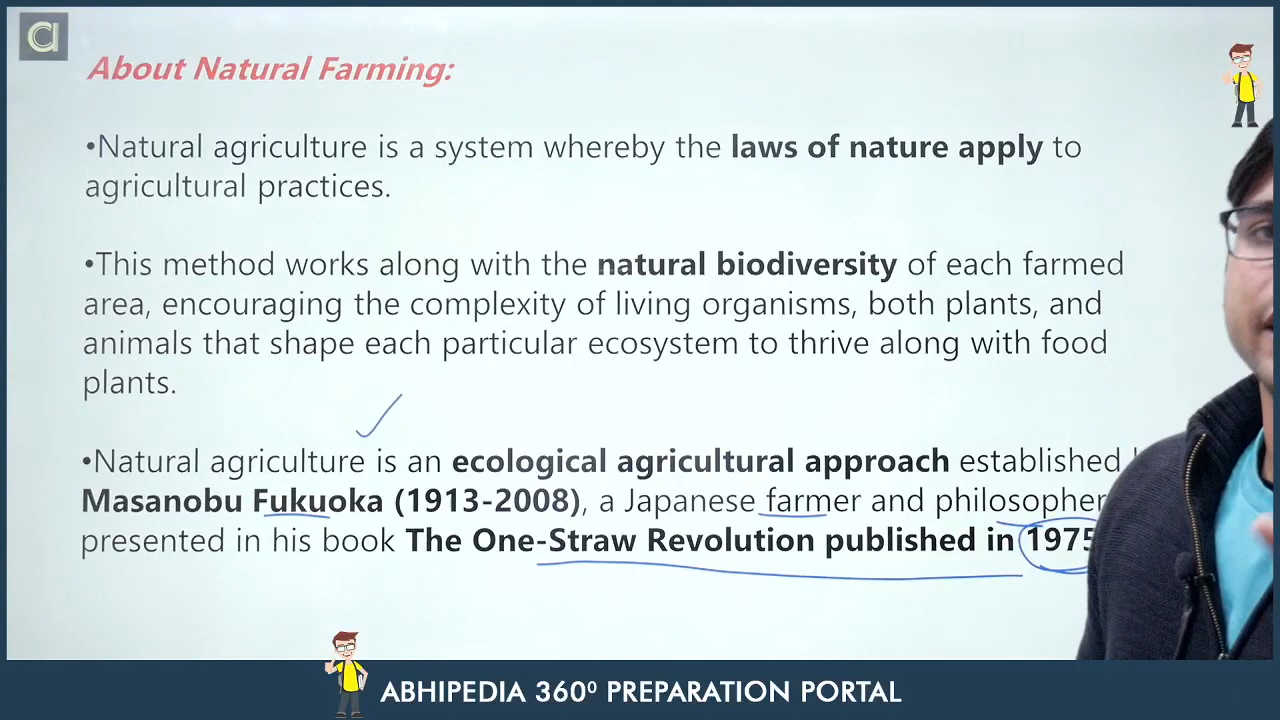 a
About Natural Farming:
•Natural agriculture is a system whereby the laws of nature apply to
agricultural practices.
•This method works along with the natural biodiversity of each farmed
area, encouraging the complexity of living organisms, both plants, and
animals that shape each particular ecosystem to thrive along with food
plants.
•Natural agriculture is an ecological agricultural approach established
Masanobu Fukuoka (1913-2008), a Japanese farmer and philosopher
presented in his book The One-Straw Revolution published in 1975
ABHIPEDIA 360⁰ PREPARATION PORTAL